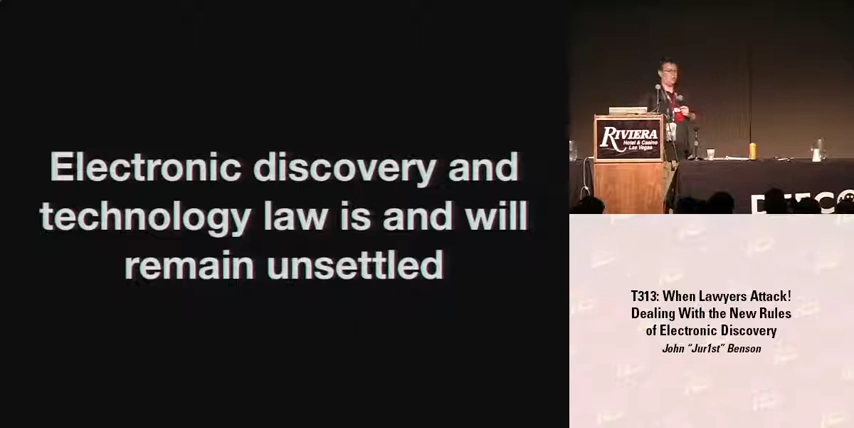 Electronic discovery and
technology law is and will
remain unsettled
RIVIERA
Hotel & Casino
Las Vegas
T313: When Lawyers Attack!
Dealing With the New Rules
of Electronic Discovery
John "Jur1st" Benson